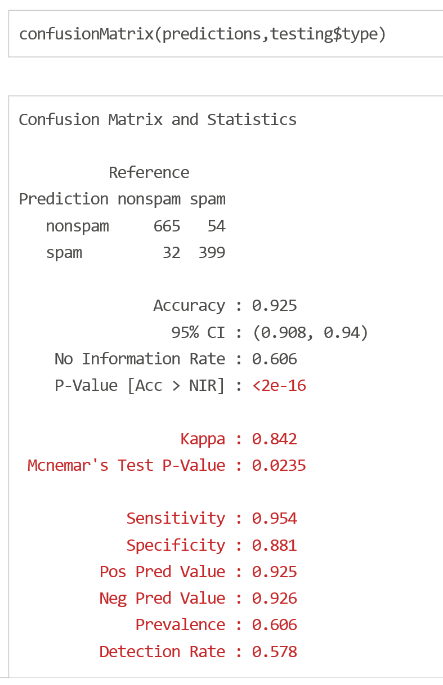 confusionMatrix(predictions,testing$type)
Confusion Matrix and Statistics
Reference
Prediction nonspam spam
nonspam 665 54
spam 32 399
Accuracy : 0.925
95% CI : (0.908, 0.94)
No Information Rate : 0.606
P-Value [Acc > NIR] : <2e-16
Kappa : 0.842
Mcnemar's Test P-Value : 0.0235
Sensitivity : 0.954
Specificity : 0.881
Pos Pred Value : 0.925
Neg Pred Value : 0.926
Prevalence : 0.606
Detection Rate : 0.578